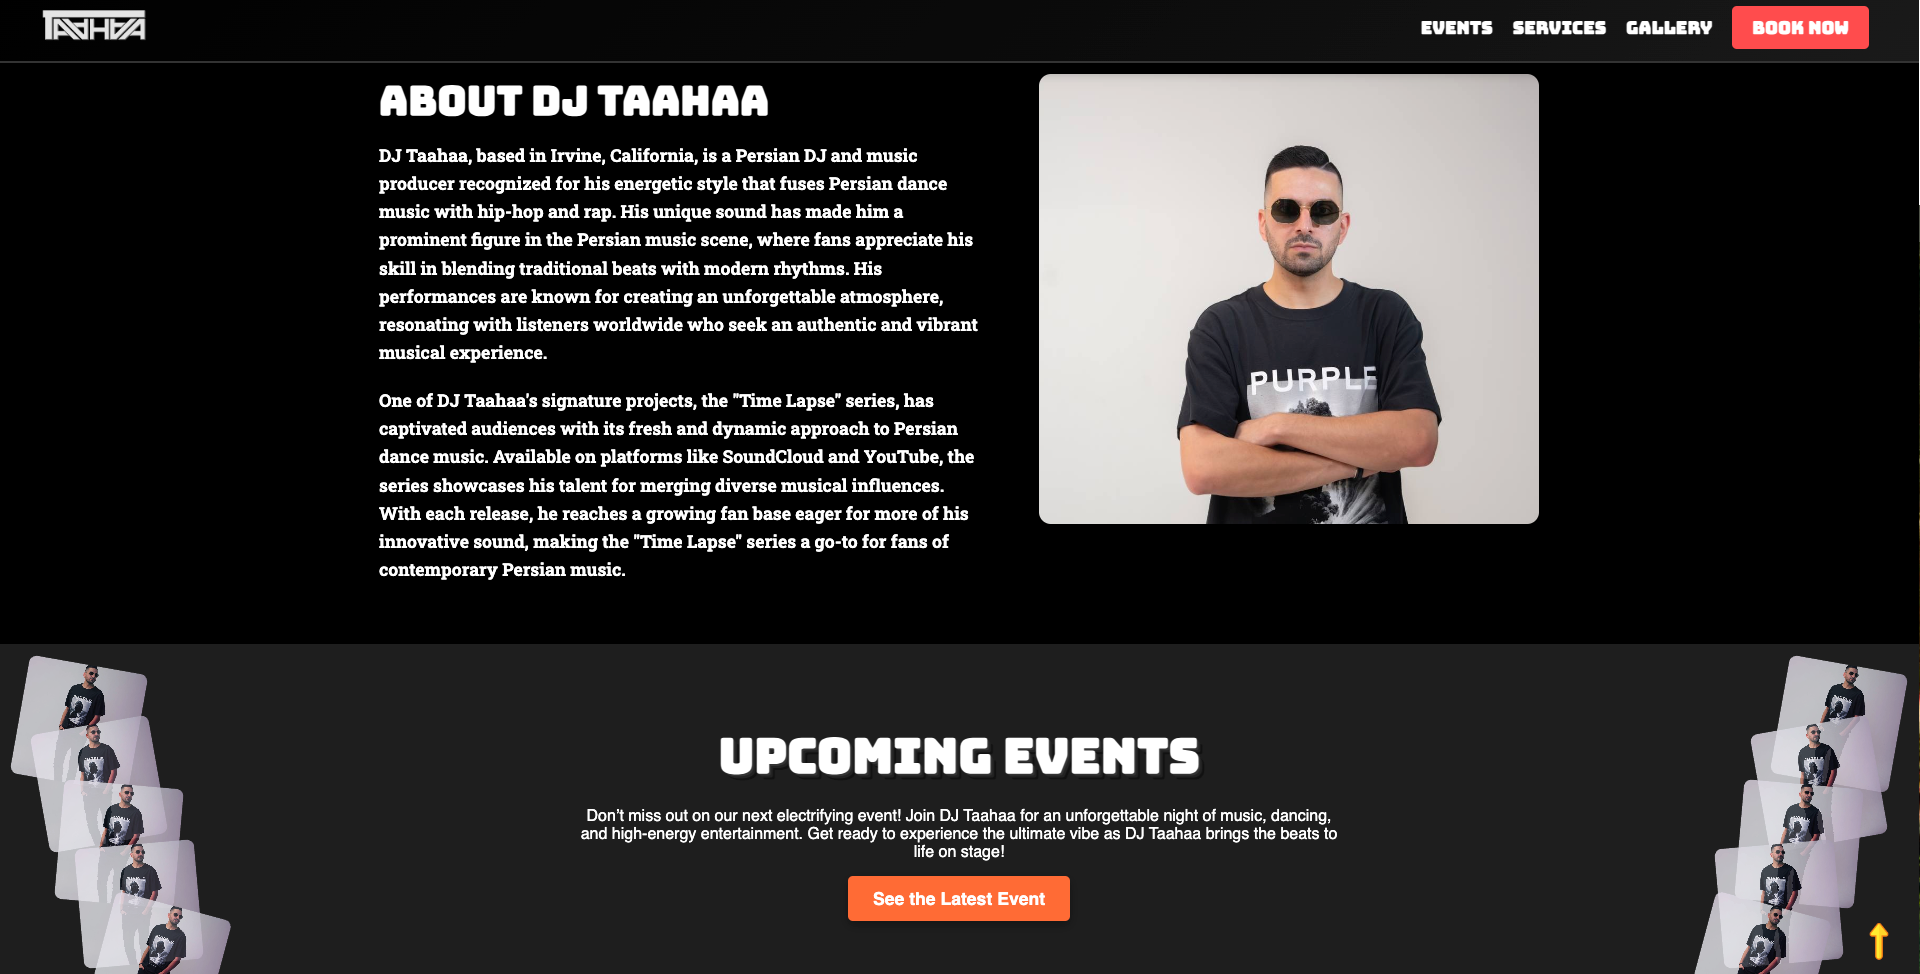 TAAHAA
EVENTS SERVICES GALLERY BOOK NOW
ABOUT DJ TAAHAA
DJ Taahaa, based in Irvine, California, is a Persian DJ and music
producer recognized for his energetic style that fuses Persian dance
music with hip-hop and rap. His unique sound has made him a
prominent figure in the Persian music scene, where fans appreciate his
skill in blending traditional beats with modern rhythms. His
performances are known for creating an unforgettable atmosphere,
resonating with listeners worldwide who seek an authentic and vibrant
musical experience.
One of DJ Taahaa's signature projects, the "Time Lapse" series, has
captivated audiences with its fresh and dynamic approach to Persian
dance music. Available on platforms like SoundCloud and YouTube, the
series showcases his talent for merging diverse musical influences.
With each release, he reaches a growing fan base eager for more of his
innovative sound, making the "Time Lapse" series a go-to for fans of
contemporary Persian music.
PURPLE
UPCOMING EVENTS
Don't miss out on our next electrifying event! Join DJ Taahaa for an unforgettable night of music, dancing,
and high-energy entertainment. Get ready to experience the ultimate vibe as DJ Taahaa brings the beats to
life on stage!
See the Latest Event